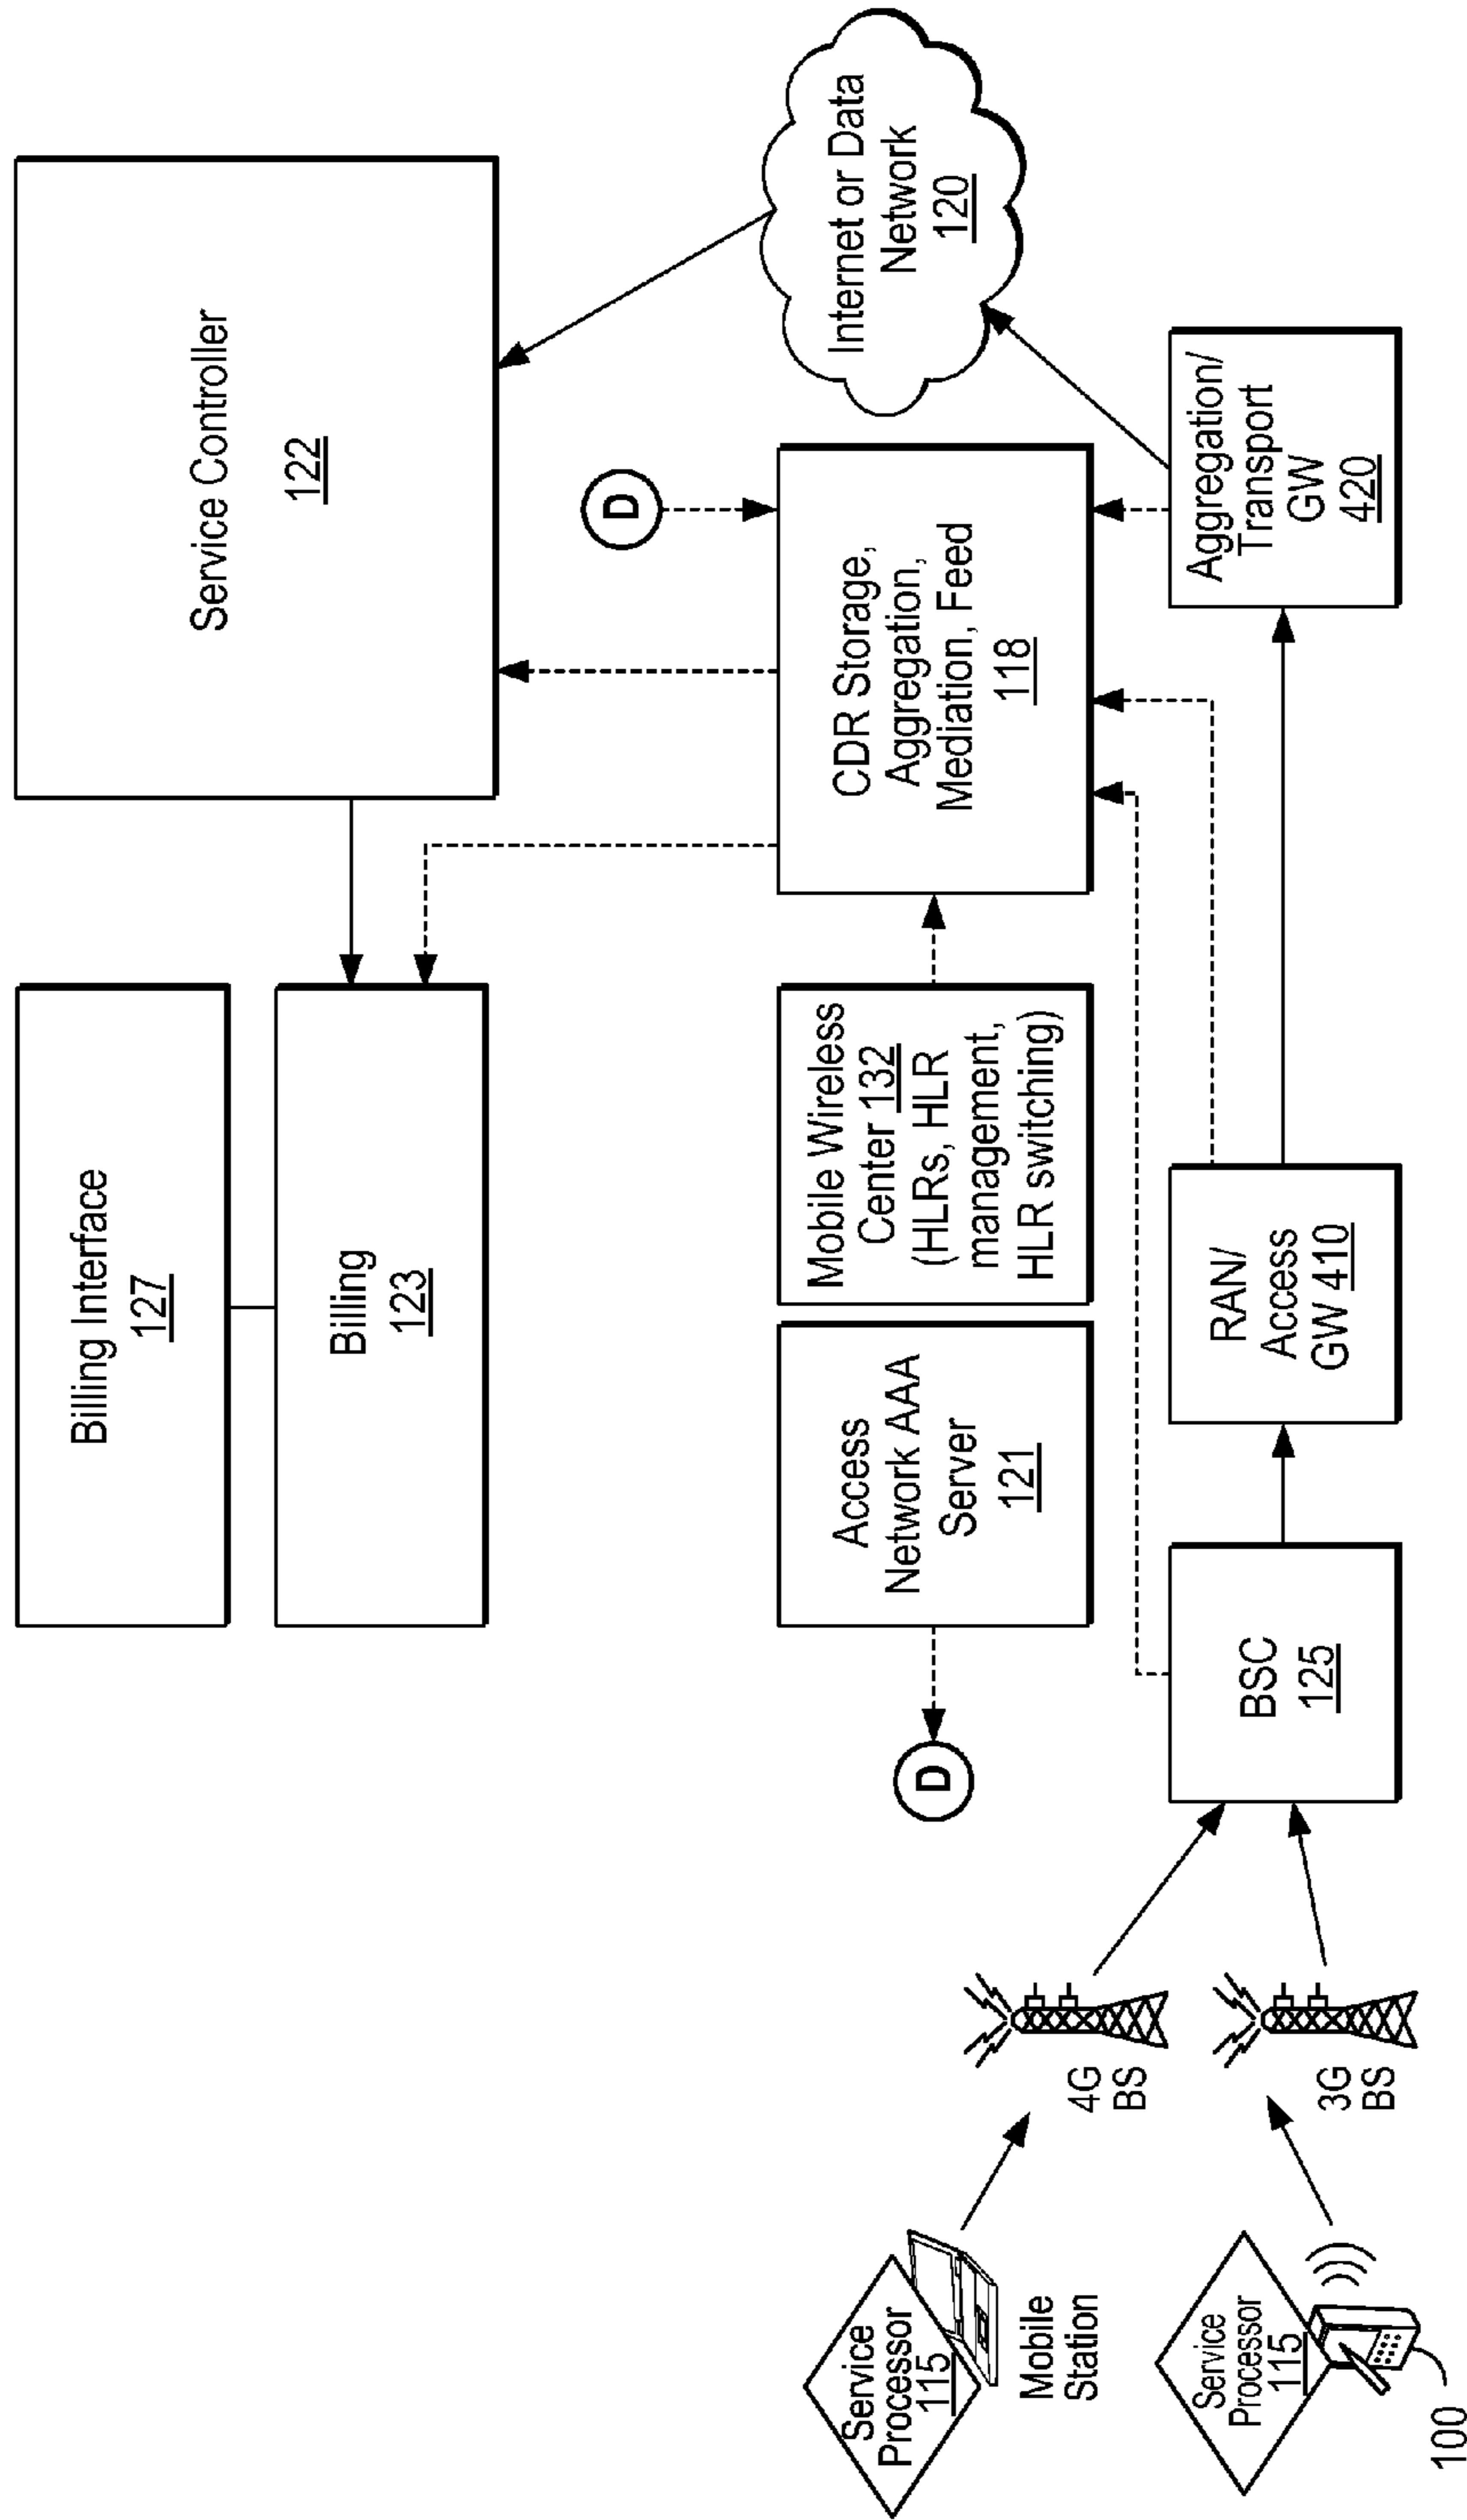 Billing Interface
127
Billing
123
Service Controller
122
Access
Network AAA
Server
121
Mobile Wireless
Center 132
(HLRs, HLR
management,
HLR switching)
CDR Storage,
Aggregation,
Mediation, Feed
118
D
D
Internet or Data
Network
120
Service
Processor
115
Mobile
Station
4G
BS
Service
Processor
115
100
3G
BS
BSC
125
RAN/
Access
GW 410
Aggregation/
Transport
GW
420